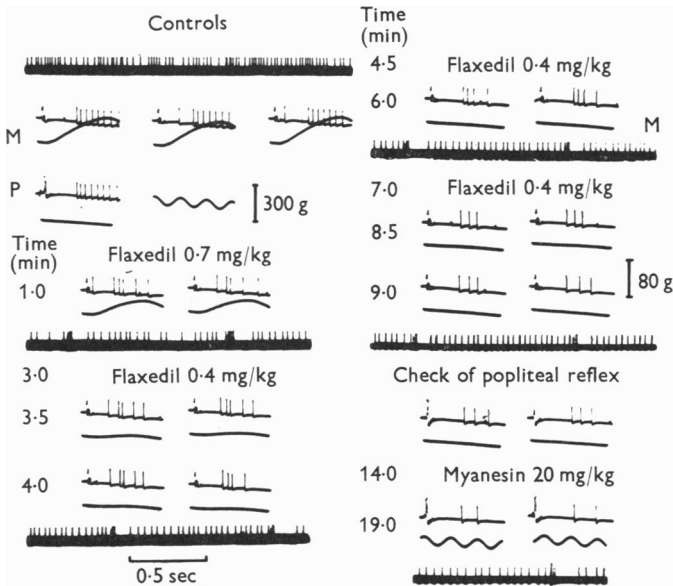 Controls
M
P
300 g
Time
(min)
Flaxedil 0·7 mg/kg
1·0
3·0 Flaxedil 0·4 mg/kg
3·5
4·0
0·5 sec
Time
(min)
4·5 Flaxedil 0·4 mg/kg
6·0
M
7·0 Flaxedil 0·4 mg/kg
8·5
9·0
80 g
Check of popliteal reflex
14·0 Myanesin 20 mg/kg
19·0